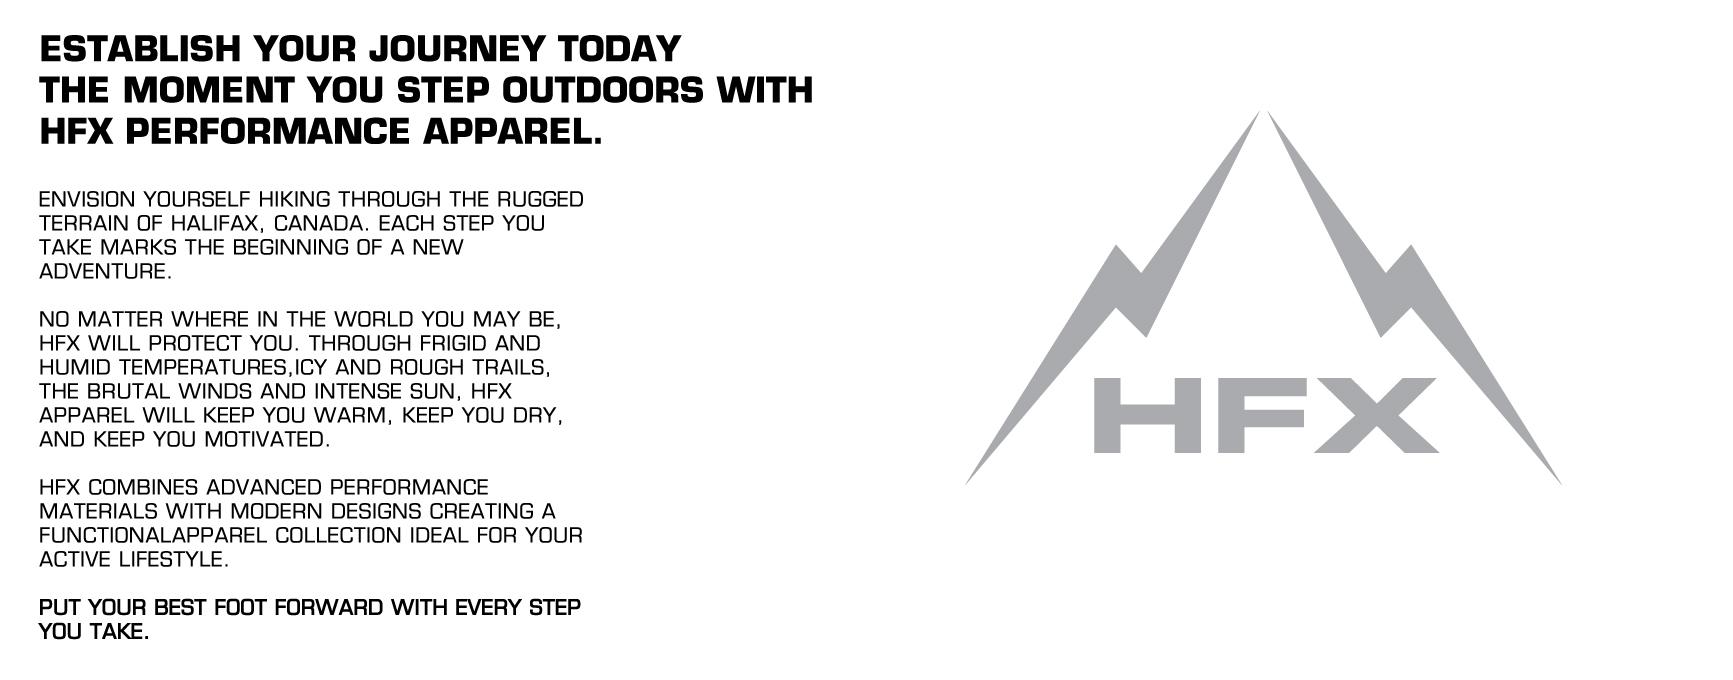 ESTABLISH YOUR JOURNEY TODAY
THE MOMENT YOU STEP OUTDOORS WITH
HFX PERFORMANCE APPAREL.
ENVISION YOURSELF HIKING THROUGH THE RUGGED
TERRAIN OF HALIFAX, CANADA. EACH STEP YOU
TAKE MARKS THE BEGINNING OF A NEW
ADVENTURE.
NO MATTER WHERE IN THE WORLD YOU MAY BE,
HFX WILL PROTECT YOU. THROUGH FRIGID AND
HUMID TEMPERATURES,ICY AND ROUGH TRAILS,
THE BRUTAL WINDS AND INTENSE SUN, HFX
APPAREL WILL KEEP YOU WARM, KEEP YOU DRY,
AND KEEP YOU MOTIVATED.
HFX COMBINES ADVANCED PERFORMANCE
MATERIALS WITH MODERN DESIGNS CREATING A
FUNCTIONALAPPAREL COLLECTION IDEAL FOR YOUR
ACTIVE LIFESTYLE.
PUT YOUR BEST FOOT FORWARD WITH EVERY STEP
YOU TAKE.
HFX